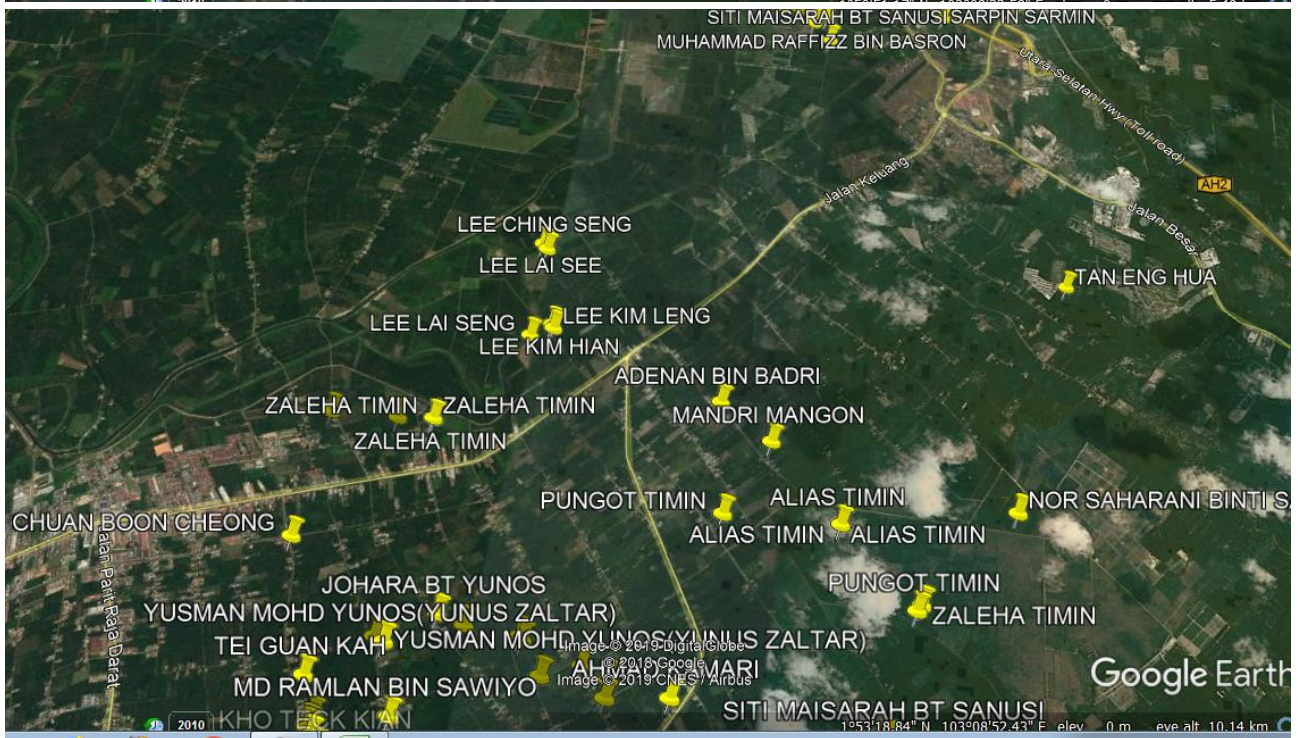 SITI MAISARAH BT SANUSI SARPIN SARMIN
MUHAMMAD RAFFIZZ BIN BASRON
Utara Selatan Hwy (Toll road)
Jalan Keluang
AH2
Jalan Besar
LEE CHING SENG
LEE LAI SEE
TAN ENG HUA
LEE LAI SENG
LEE KIM LENG
LEE KIM HIAN
ADENAN BIN BADRI
ZALEHA TIMIN
ZALEHA TIMIN
MANDRI MANGON
ZALEHA TIMIN
PUNGOT TIMIN
ALIAS TIMIN
NOR SAHARANI BINTI
CHUAN BOON CHEONG
ALIAS TIMIN
ALIAS TIMIN
Jalan Parit Raja Darat
JOHARA BT YUNOS
PUNGOT TIMIN
YUSMAN MOHD YUNOS(YUNUS ZALTAR)
ZALEHA TIMIN
TEI GUAN KAH
YUSMAN MOHD YUNOS(YUNUS ZALTAR)
Image © 2019 DigitalGlobe
© 2018 Google
Image © 2019 CNES / Airbus
Google Earth
MD RAMLAN BIN SAWIYO
SITI MAISARAH BT SANUSI
2010
KHO TECK KIAN
1°53'18.84" N 103°08'52.43" E elev 0 m eye alt 10.14 km